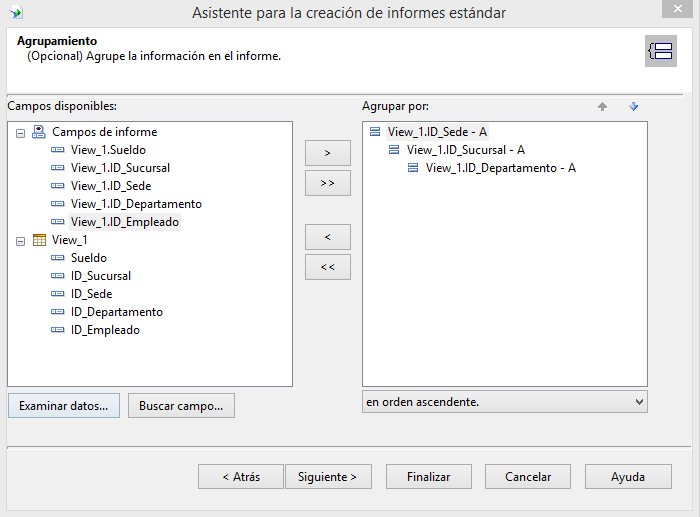 Asistente para la creación de informes estándar
Agrupamiento
(Opcional) Agrupe la información en el informe.
Campos disponibles:
Campos de informe
View_1.Sueldo
View_1.ID_Sucursal
View_1.ID_Sede
View_1.ID_Departamento
View_1.ID_Empleado
View_1
Sueldo
ID_Sucursal
ID_Sede
ID_Departamento
ID_Empleado
>
>>
<
<<
Agrupar por:
View_1.ID_Sede - A
View_1.ID_Sucursal - A
View_1.ID_Departamento - A
Examinar datos... Buscar campo...
en orden ascendente.
< Atrás Siguiente > Finalizar Cancelar Ayuda